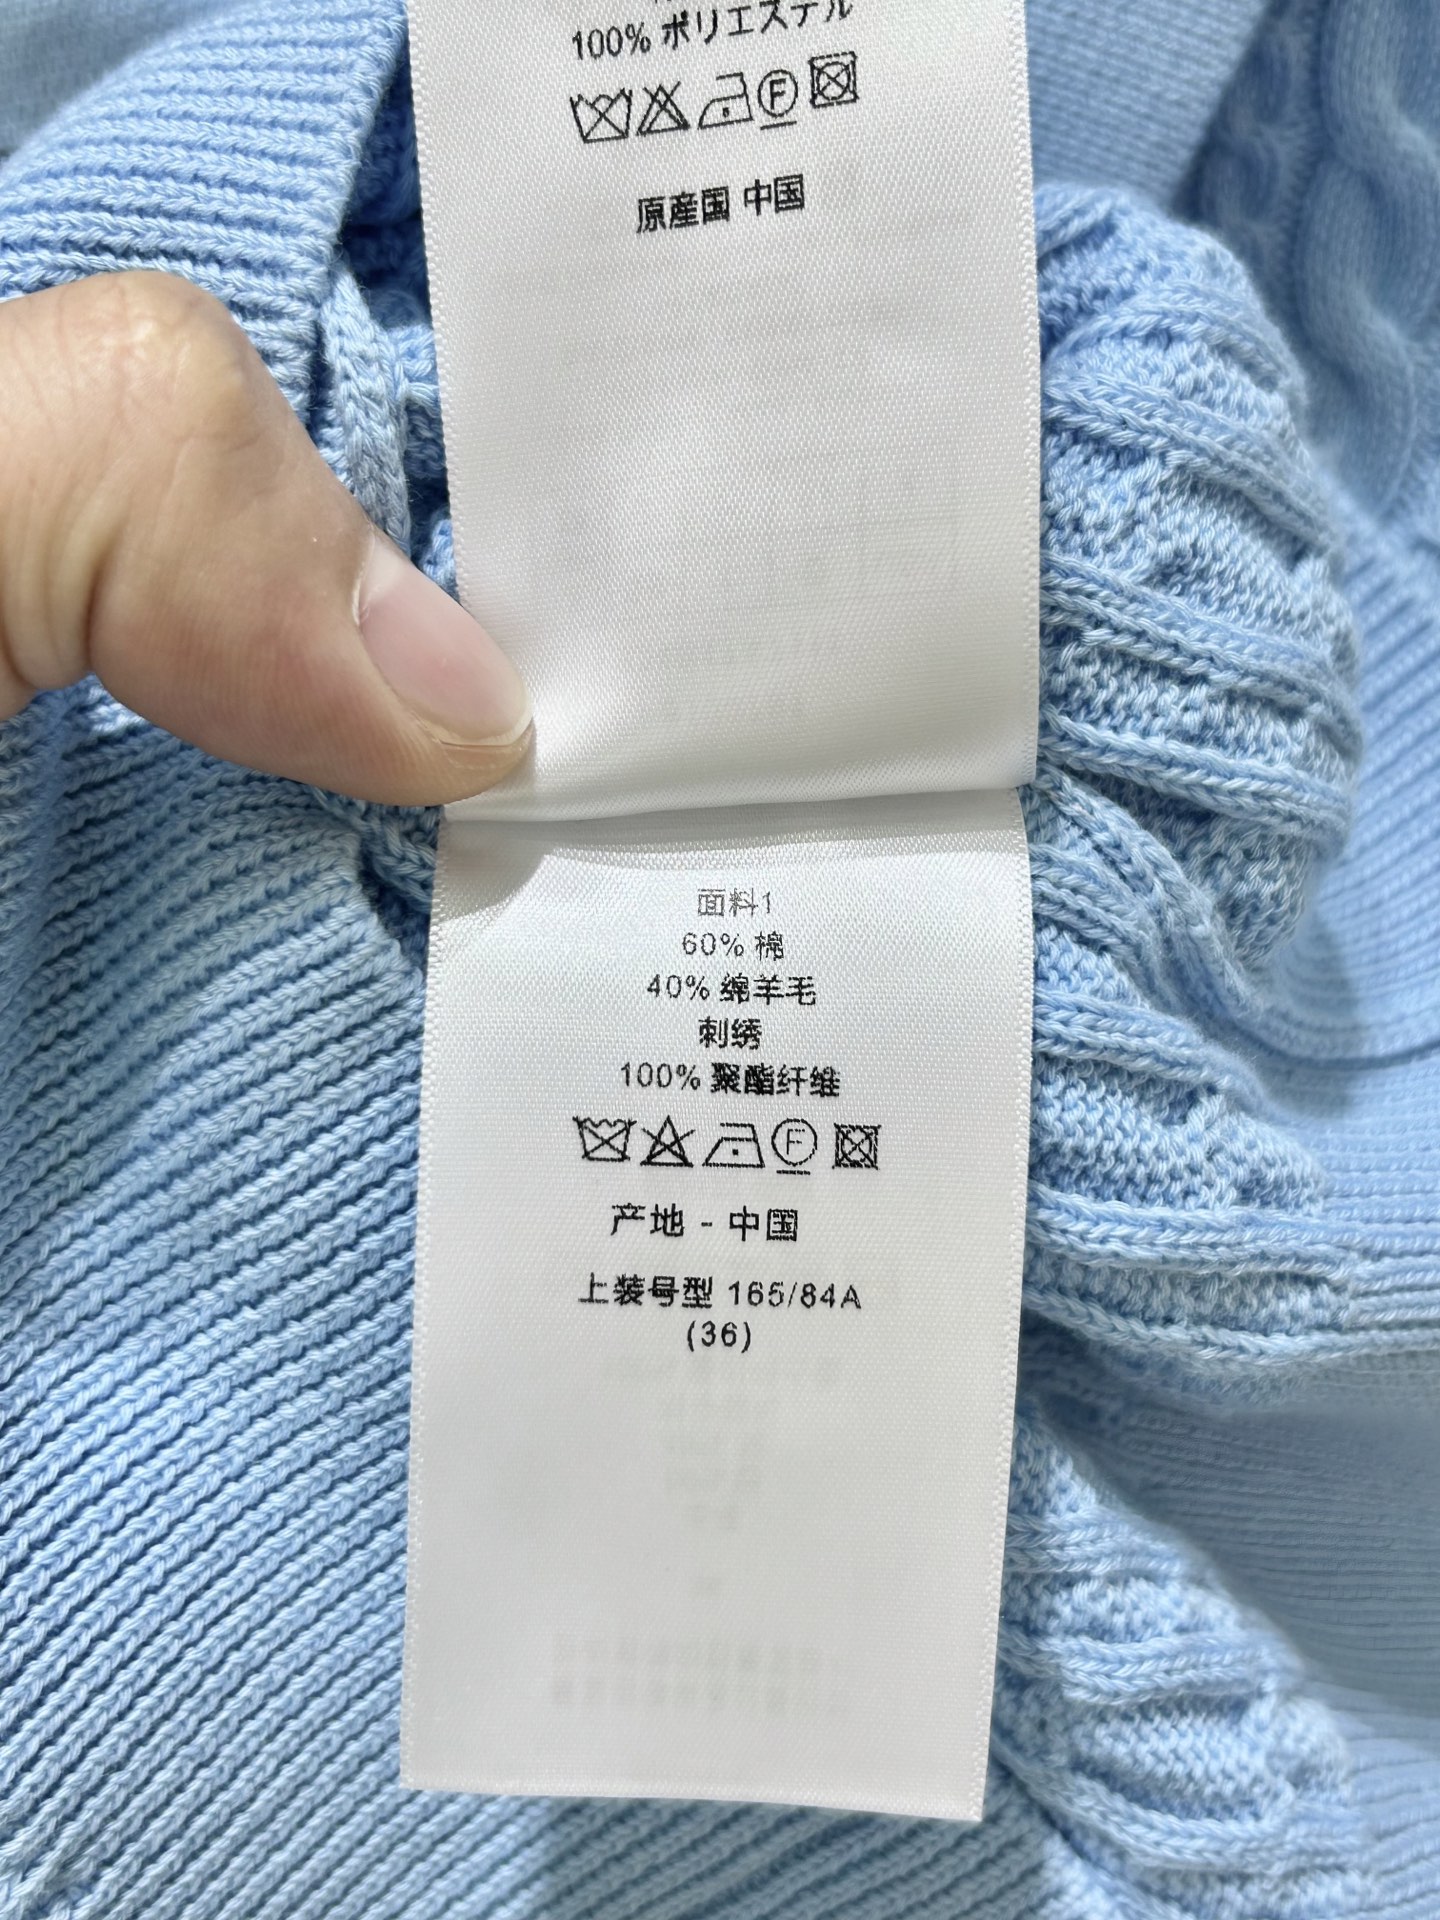 100% ポリエステル
原産国 中国
面料1
60% 棉
40% 绵羊毛
刺绣
100% 聚酯纤维
F
产地 - 中国
上装号型 165/84A
(36)